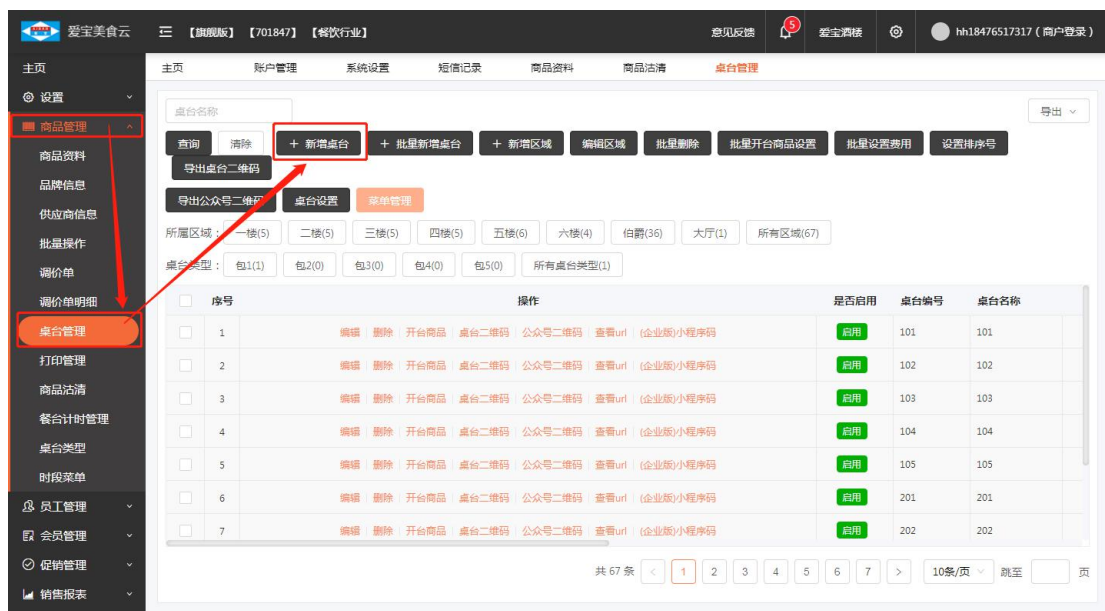 爱宝美食云 【旗舰版】 【701847】 【餐饮行业】 意见反馈 5 爱宝酒楼 hh18476517317 ( 商户登录 )
主页
设置
商品管理
商品资料
品牌信息
供应商信息
批量操作
调价单
调价单明细
桌台管理
打印管理
商品沽清
餐台计时管理
桌台类型
时段菜单
员工管理
会员管理
促销管理
销售报表
主页 账户管理 系统设置 短信记录 商品资料 商品沽清 桌台管理
桌台名称 导出
查询 清除 + 新增桌台 + 批量新增桌台 + 新增区域 编辑区域 批量删除 批量开台商品设置 批量设置费用 设置排序号
导出桌台二维码
导出公众号二维码 桌台设置 菜单管理
所属区域： 一楼(5) 二楼(5) 三楼(5) 四楼(5) 五楼(6) 六楼(4) 伯爵(36) 大厅(1) 所有区域(67)
桌台类型： 包1(1) 包2(0) 包3(0) 包4(0) 包5(0) 所有桌台类型(1)
序号 操作 是否启用 桌台编号 桌台名称
1 编辑 删除 开台商品 桌台二维码 公众号二维码 查看url (企业版)小程序码 启用 101 101
2 编辑 删除 开台商品 桌台二维码 公众号二维码 查看url (企业版)小程序码 启用 102 102
3 编辑 删除 开台商品 桌台二维码 公众号二维码 查看url (企业版)小程序码 启用 103 103
4 编辑 删除 开台商品 桌台二维码 公众号二维码 查看url (企业版)小程序码 启用 104 104
5 编辑 删除 开台商品 桌台二维码 公众号二维码 查看url (企业版)小程序码 启用 105 105
6 编辑 删除 开台商品 桌台二维码 公众号二维码 查看url (企业版)小程序码 启用 201 201
7 编辑 删除 开台商品 桌台二维码 公众号二维码 查看url (企业版)小程序码 启用 202 202
共 67 条 < 1 2 3 4 5 6 7 > 10条/页 跳至 页